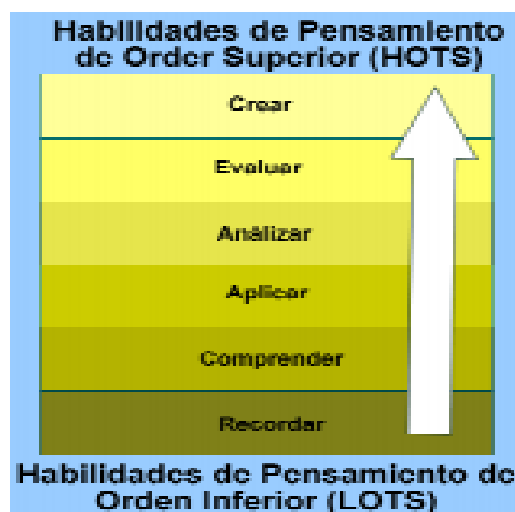 Habilidades de Pensamiento
de Order Superior (HOTS)
Crear
Evaluar
Análizar
Aplicar
Comprender
Recordar
Habilidades de Pensamiento de
Orden Inferior (LOTS)